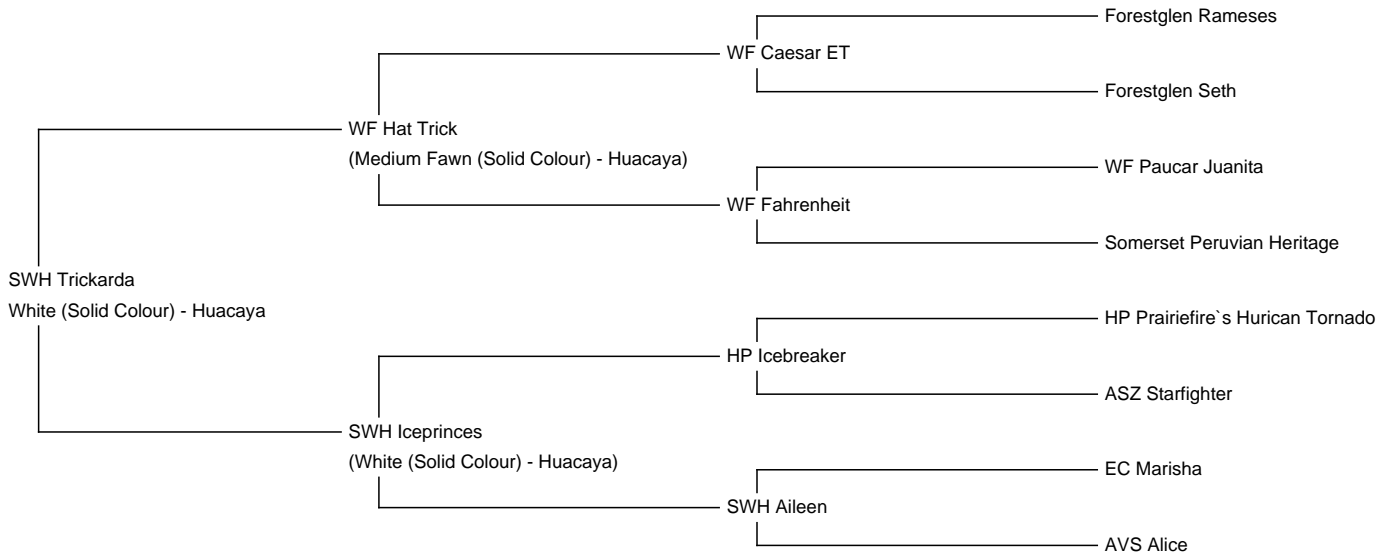 Forestglen Rameses
WF Caesar ET
Forestglen Seth
WF Hat Trick
(Medium Fawn (Solid Colour) - Huacaya)
WF Paucar Juanita
WF Fahrenheit
Somerset Peruvian Heritage
SWH Trickarda
White (Solid Colour) - Huacaya
HP Prairiefire`s Hurican Tornado
HP Icebreaker
ASZ Starfighter
SWH Iceprinces
(White (Solid Colour) - Huacaya)
EC Marisha
SWH Aileen
AVS Alice